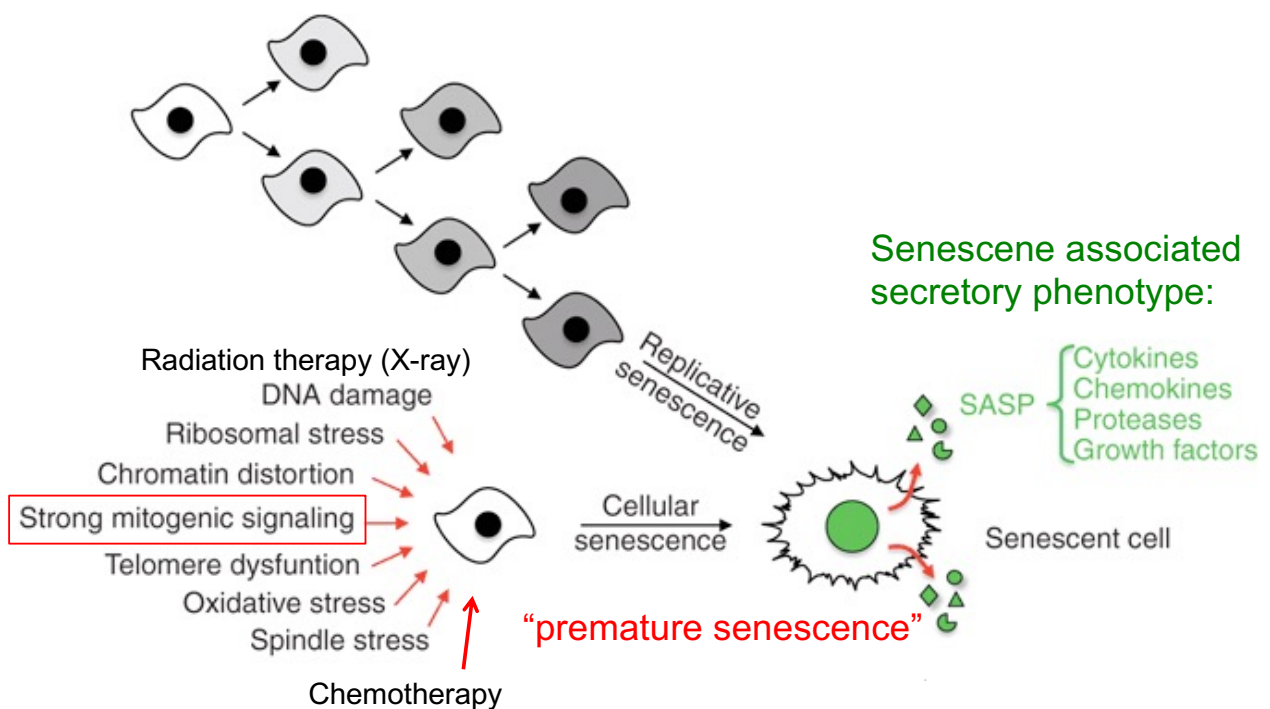 Senescene associated
secretory phenotype:
Replicative
senescence
SASP
Cytokines
Chemokines
Proteases
Growth factors
Radiation therapy (X-ray)
DNA damage
Ribosomal stress
Chromatin distortion
Strong mitogenic signaling
Telomere dysfuntion
Oxidative stress
Spindle stress
Chemotherapy
Cellular
senescence
“premature senescence”
Senescent cell